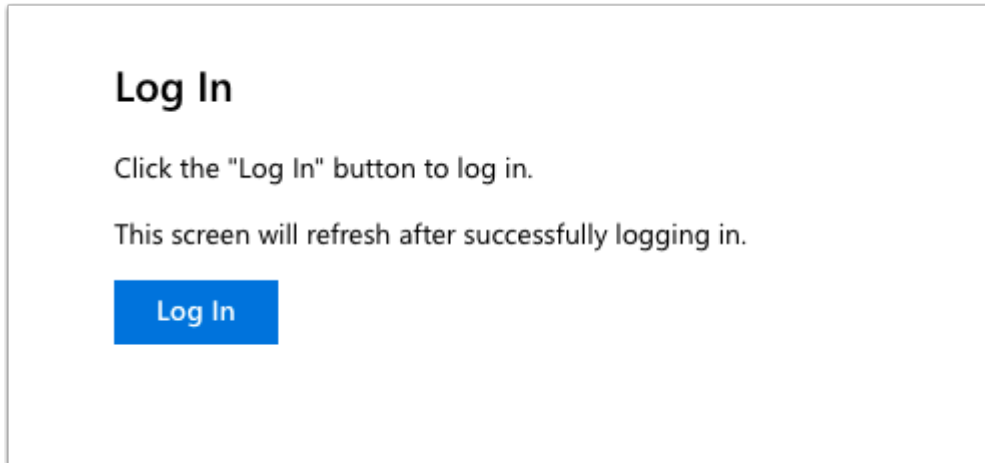 Log In
Click the "Log In" button to log in.
This screen will refresh after successfully logging in.
Log In